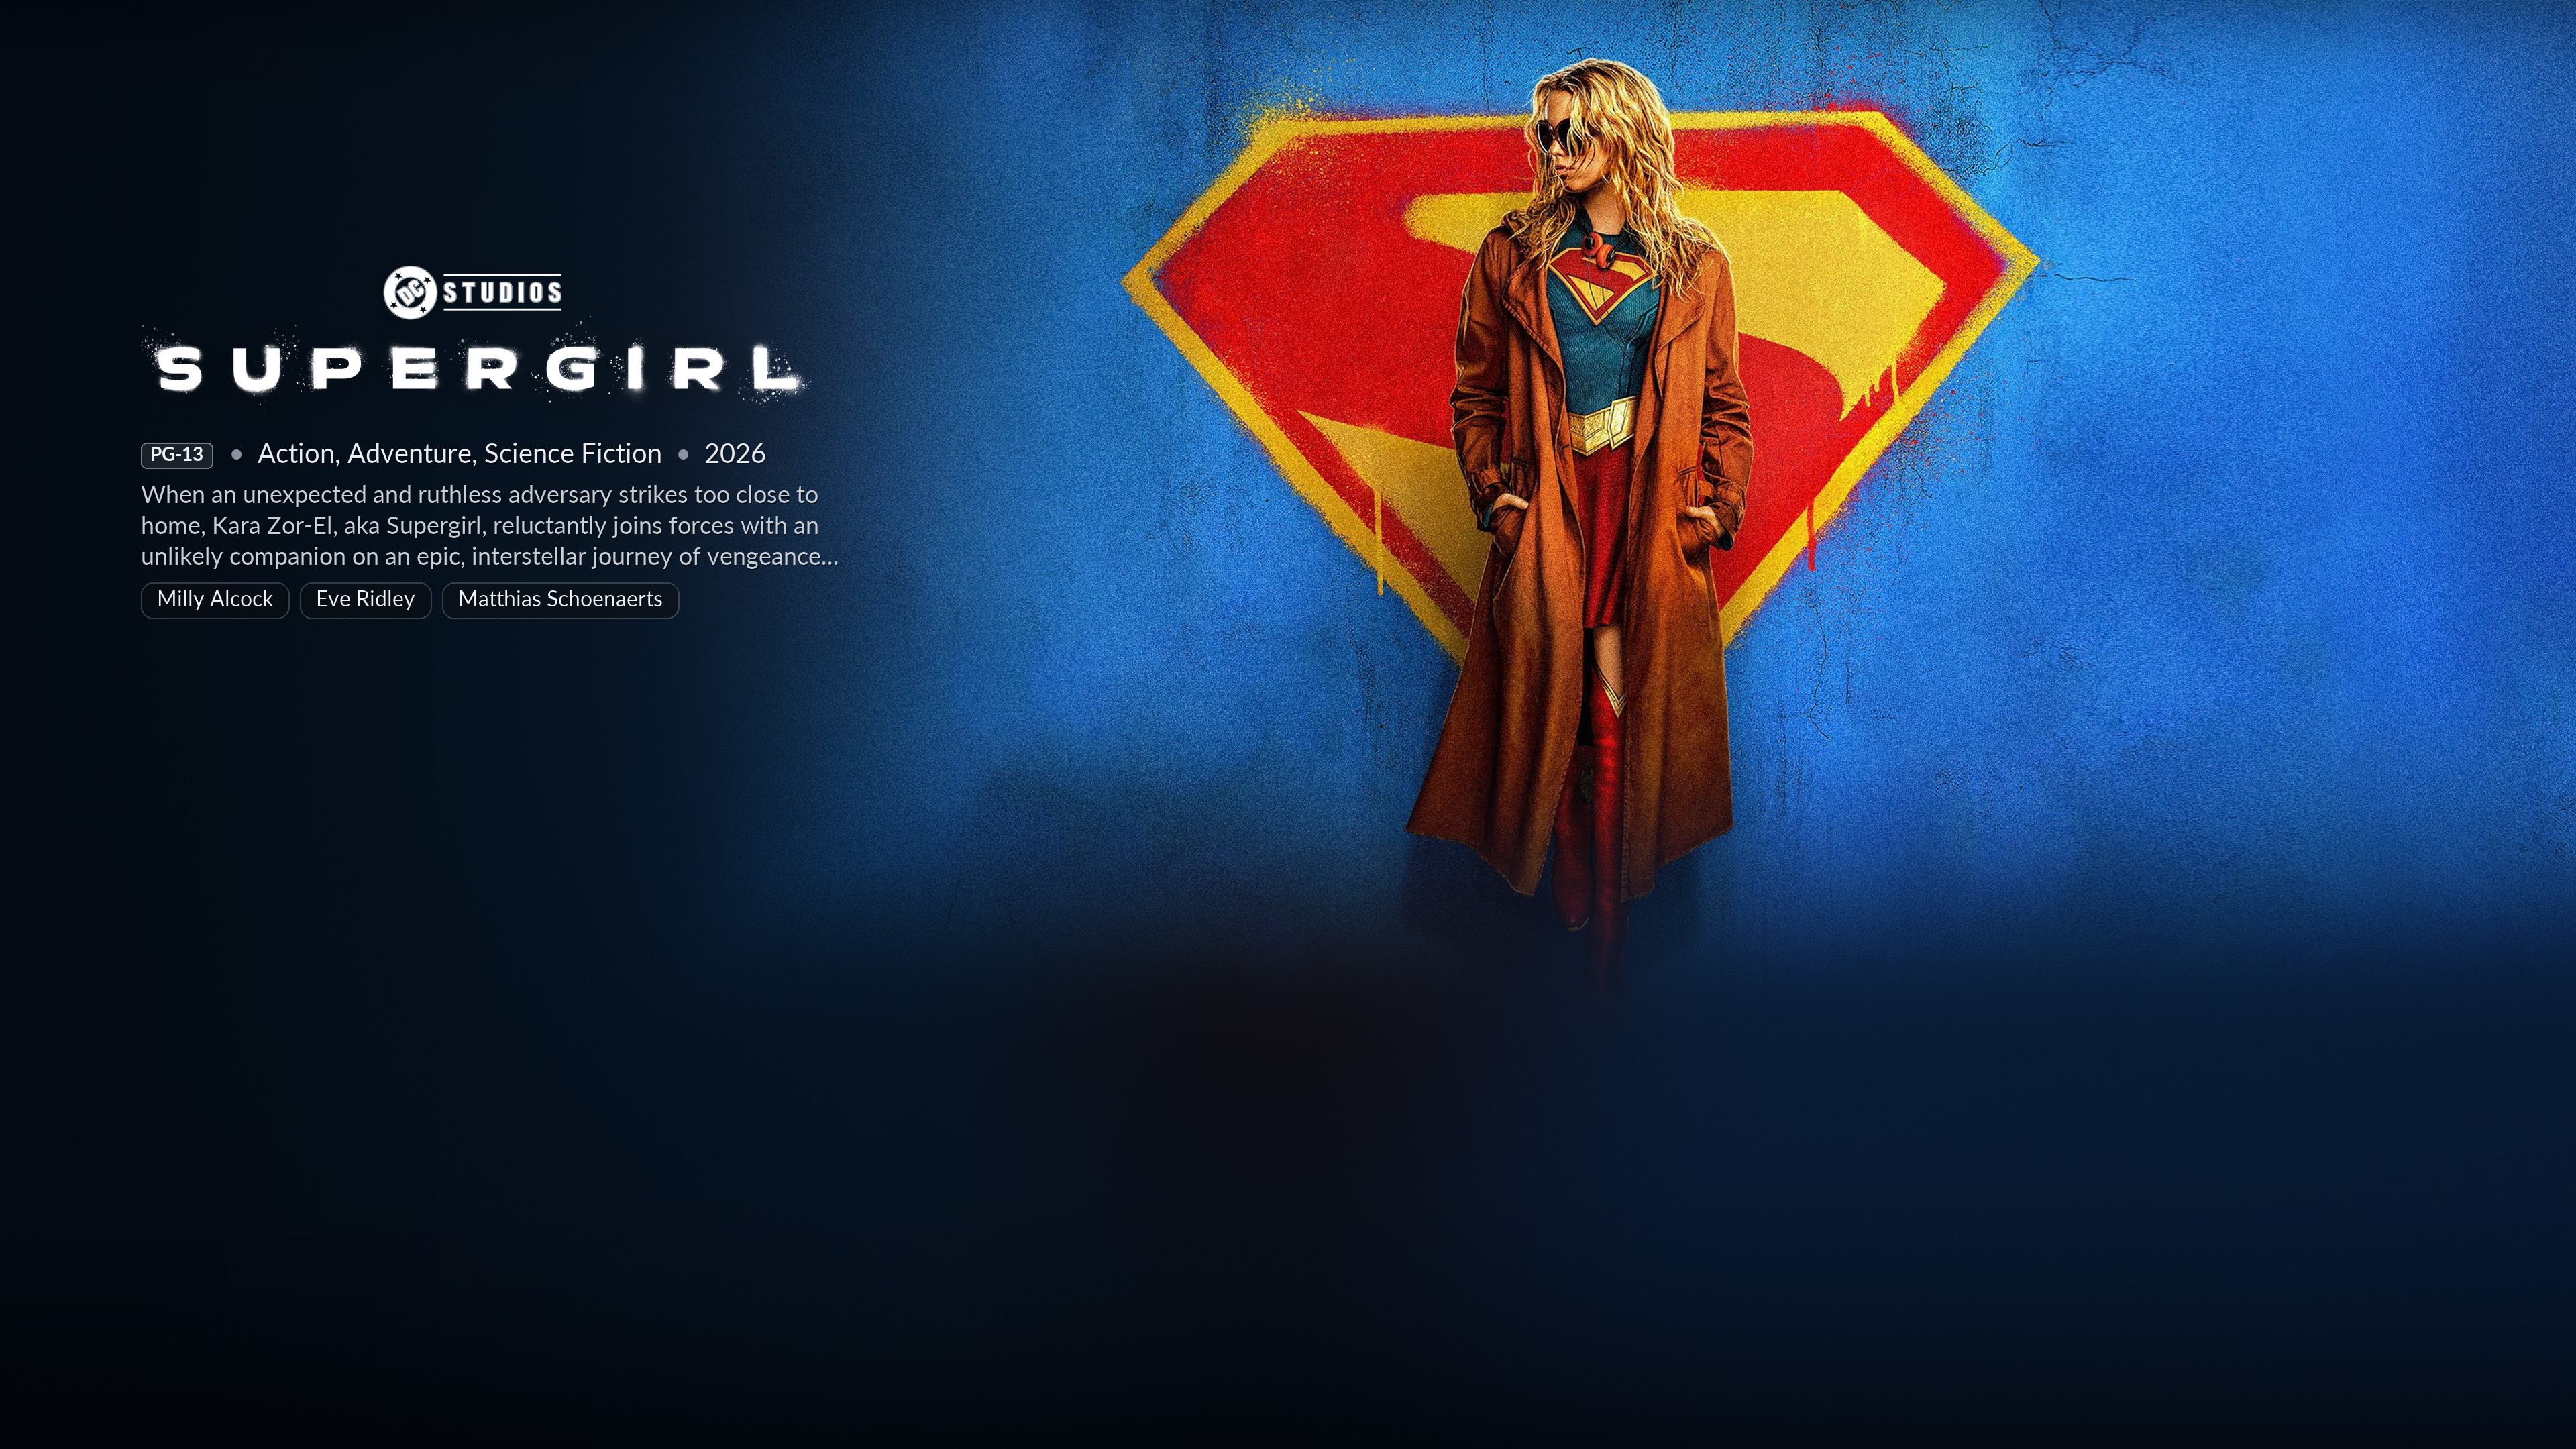 DC STUDIOS
SUPERGIRL
PG-13 • Action, Adventure, Science Fiction • 2026
When an unexpected and ruthless adversary strikes too close to
home, Kara Zor-El, aka Supergirl, reluctantly joins forces with an
unlikely companion on an epic, interstellar journey of vengeance...
Milly Alcock Eve Ridley Matthias Schoenaerts